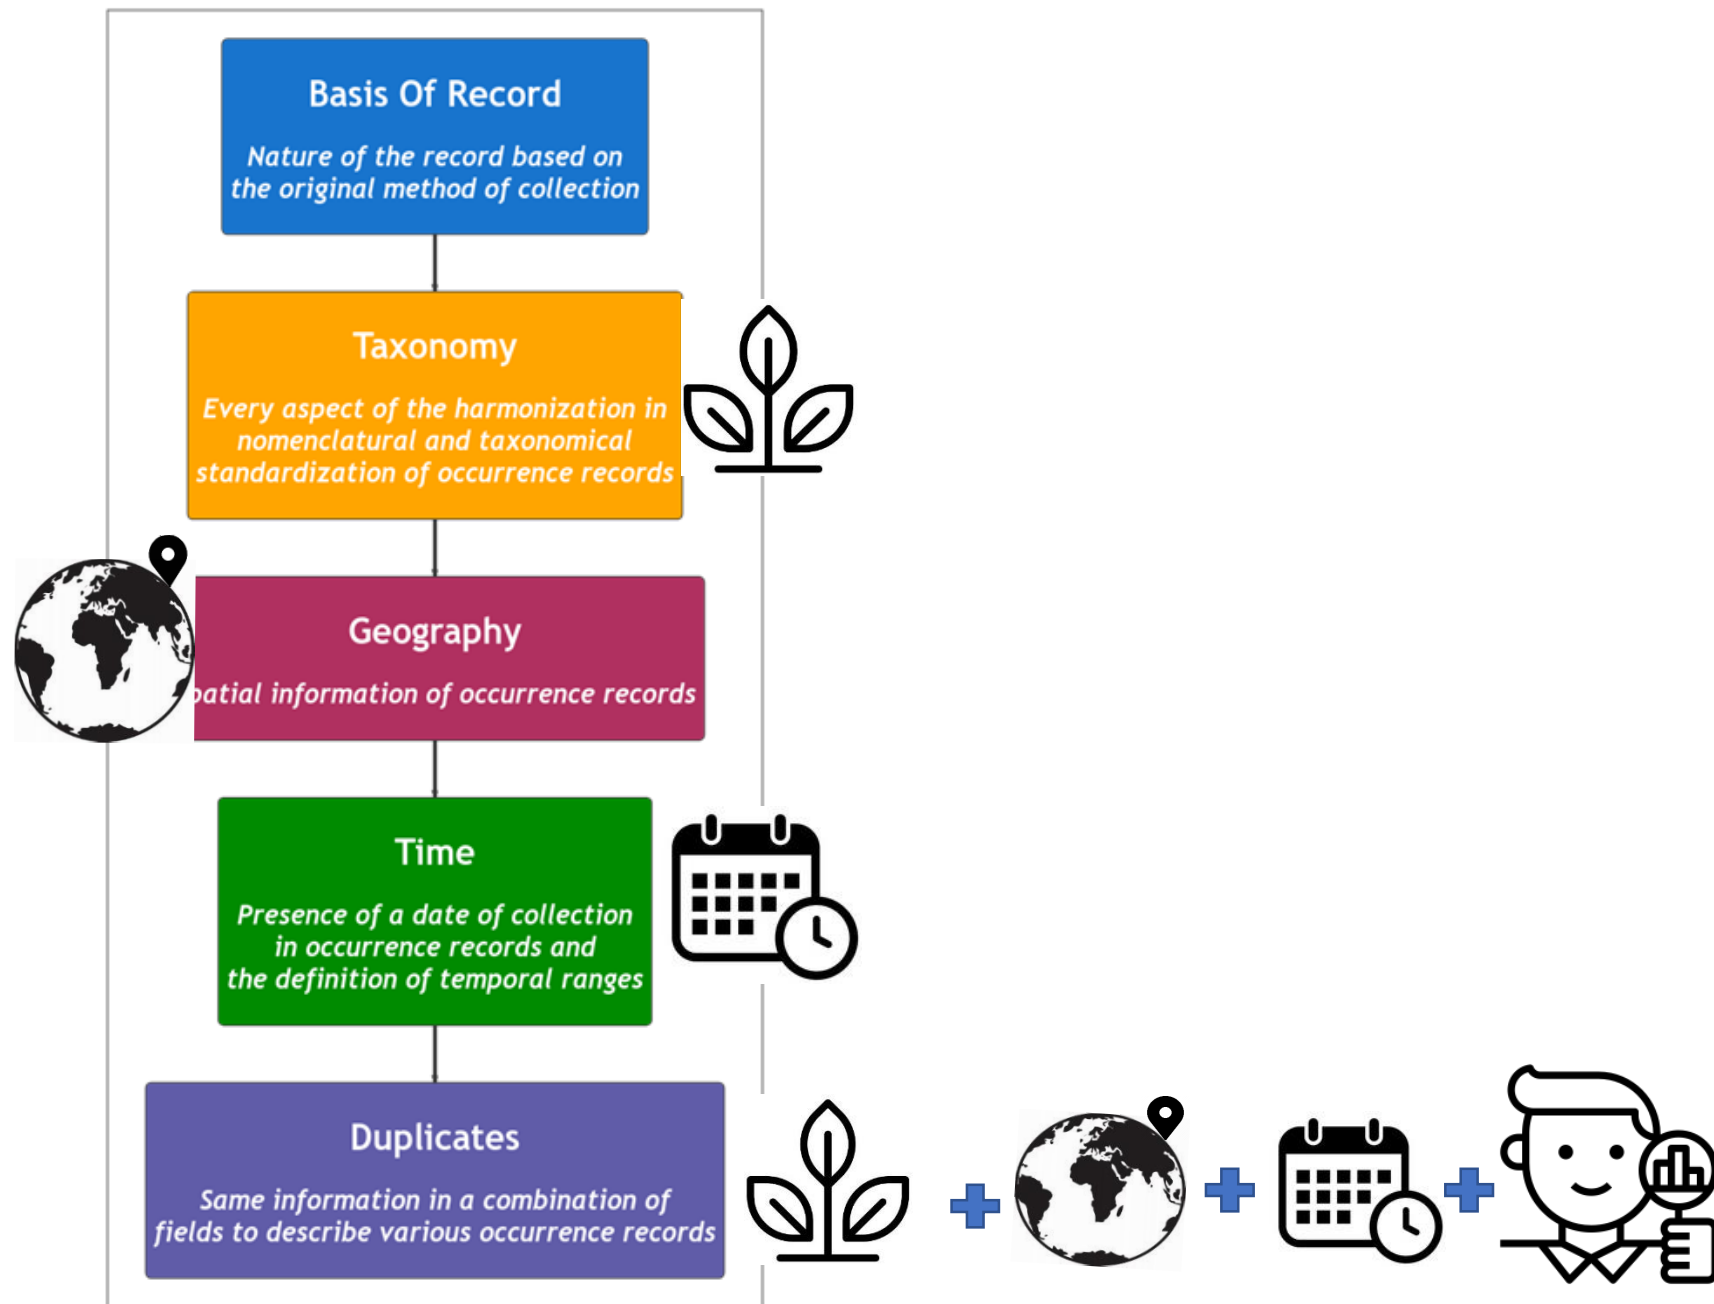 Basis Of Record
Nature of the record based on
the original method of collection
Taxonomy
Every aspect of the harmonization in
nomenclatural and taxonomical
standardization of occurrence records
Geography
information of occurrence records
Time
Presence of a date of collection
in occurrence records and
the definition of temporal ranges
Duplicates
Same information in a combination of
fields to describe various occurrence records